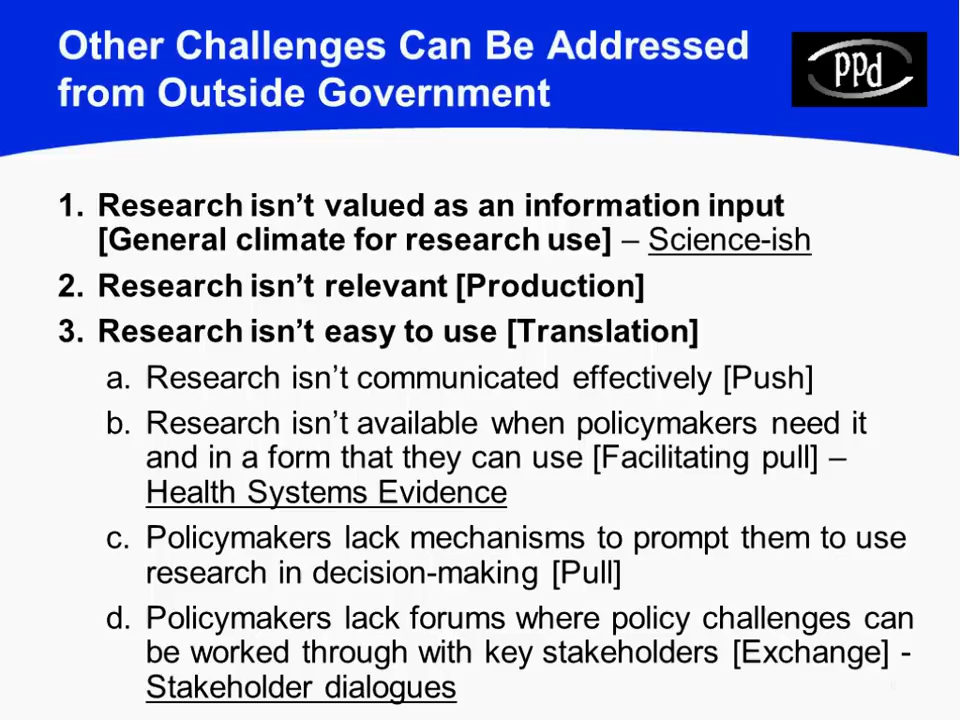 Other Challenges Can Be Addressed
from Outside Government
ppd
1. Research isn’t valued as an information input
[General climate for research use] – Science-ish
2. Research isn’t relevant [Production]
3. Research isn’t easy to use [Translation]
a. Research isn’t communicated effectively [Push]
b. Research isn’t available when policymakers need it
and in a form that they can use [Facilitating pull] –
Health Systems Evidence
c. Policymakers lack mechanisms to prompt them to use
research in decision-making [Pull]
d. Policymakers lack forums where policy challenges can
be worked through with key stakeholders [Exchange] -
Stakeholder dialogues